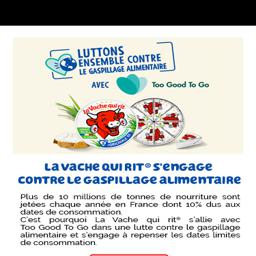 LUTTONS
ENSEMBLE CONTRE
LE GASPILLAGE ALIMENTAIRE
AVEC
Too Good To Go
la Vache qui rit
LA VACHE QUI RIT® S'ENGAGE
CONTRE LE GASPILLAGE ALIMENTAIRE
Plus de 10 millions de tonnes de nourriture sont
jetées chaque année en France dont 10% dus aux
dates de consommation.
C'est pourquoi La Vache qui rit® s'allie avec
Too Good To Go dans une lutte contre le gaspillage
alimentaire et s'engage à repenser les dates limites
de consommation.